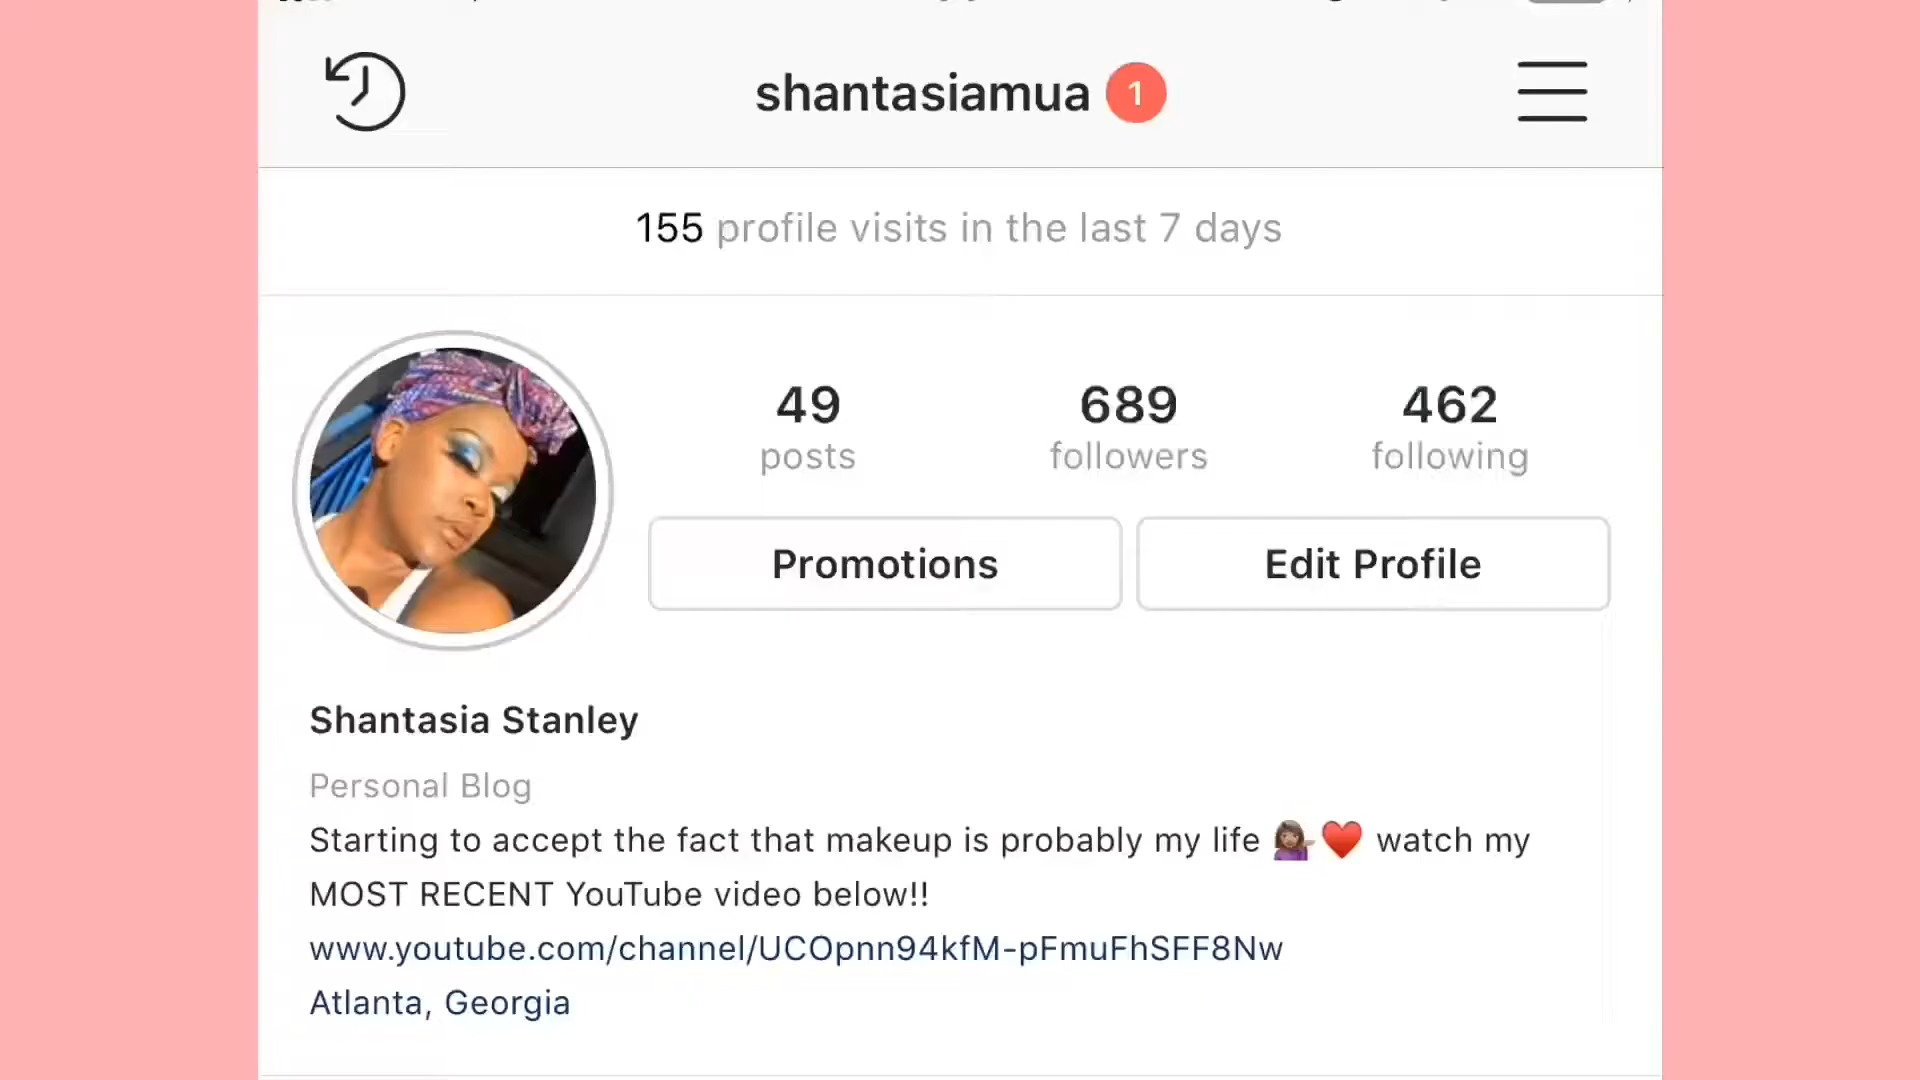 shantasiamua 1
155 profile visits in the last 7 days
49 689 462
posts followers following
Promotions Edit Profile
Shantasia Stanley
Personal Blog
Starting to accept the fact that makeup is probably my life 💁🏽‍♀️❤️ watch my
MOST RECENT YouTube video below!!
www.youtube.com/channel/UCOpnn94kfM-pFmuFhSFF8Nw
Atlanta, Georgia